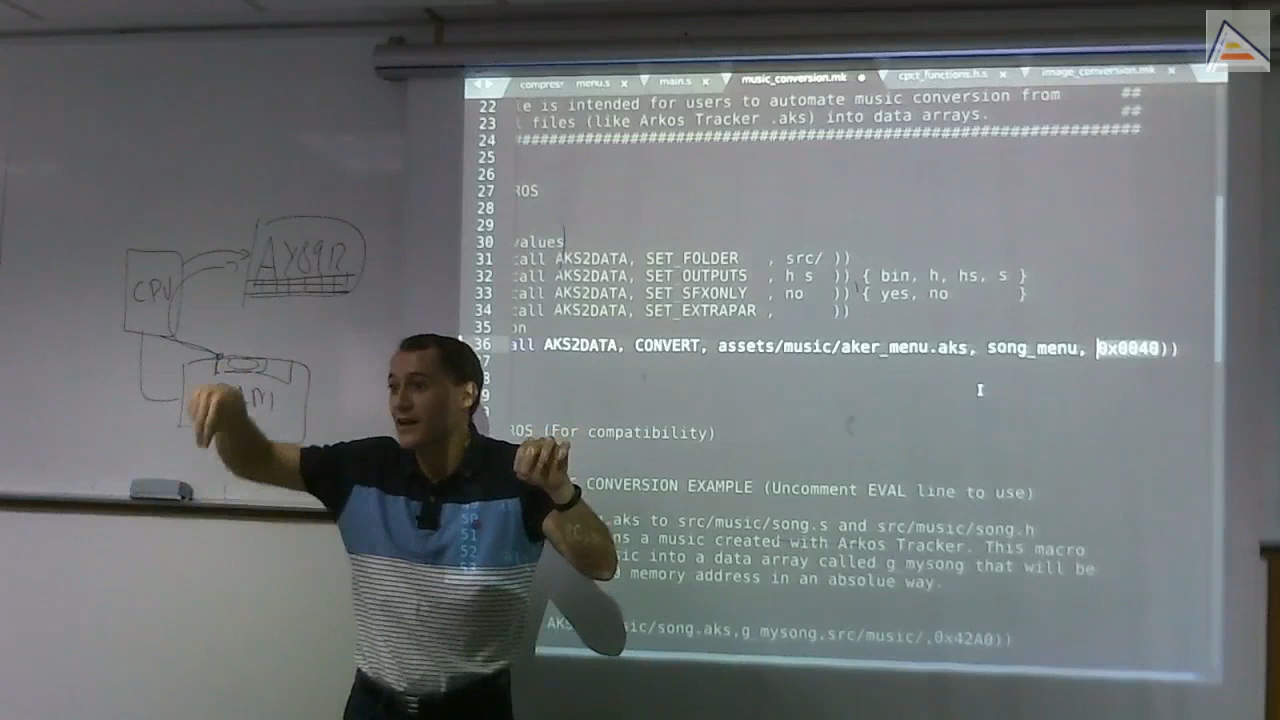 CPU
AY8912
compres
menu.s x
main.s x
music_conversion.mk
cpct_functions.h.s x
image_conversion.mk x
22 le is intended for users to automate music conversion from ##
23 files (like Arkos Tracker .aks) into data arrays. ##
24 ########################################################################
25
26
27 ROS
28
29
30 values
31 call AKS2DATA, SET_FOLDER , src/ ))
32 call AKS2DATA, SET_OUTPUTS , h s )) { bin, h, hs, s }
33 call AKS2DATA, SET_SFXONLY , no )) { yes, no }
34 call AKS2DATA, SET_EXTRAPAR , ))
35 on
36 all AKS2DATA, CONVERT, assets/music/aker_menu.aks, song_menu, 0x0040))
ROS (For compatibility)
CONVERSION EXAMPLE (Uncomment EVAL line to use)
.aks to src/music/song.s and src/music/song.h
ns a music created with Arkos Tracker. This macro
sic into a data array called g_mysong that will be
memory address in an absolue way.
51
52
AKS /music/song.aks,g_mysong,src/music/,0x42A0))